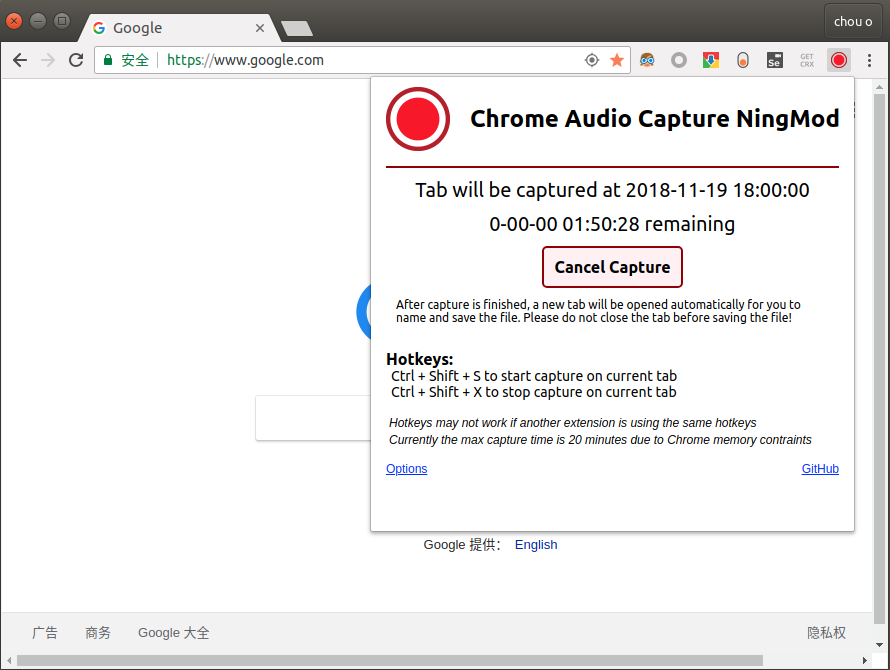 Google
chou o
安全
https://www.google.com
Se
GET
CRX
Chrome Audio Capture NingMod
Tab will be captured at 2018-11-19 18:00:00
0-00-00 01:50:28 remaining
Cancel Capture
After capture is finished, a new tab will be opened automatically for you to
name and save the file. Please do not close the tab before saving the file!
Hotkeys:
Ctrl + Shift + S to start capture on current tab
Ctrl + Shift + X to stop capture on current tab
Hotkeys may not work if another extension is using the same hotkeys
Currently the max capture time is 20 minutes due to Chrome memory contraints
Options
GitHub
Google 提供： English
广告 商务 Google 大全 隐私权